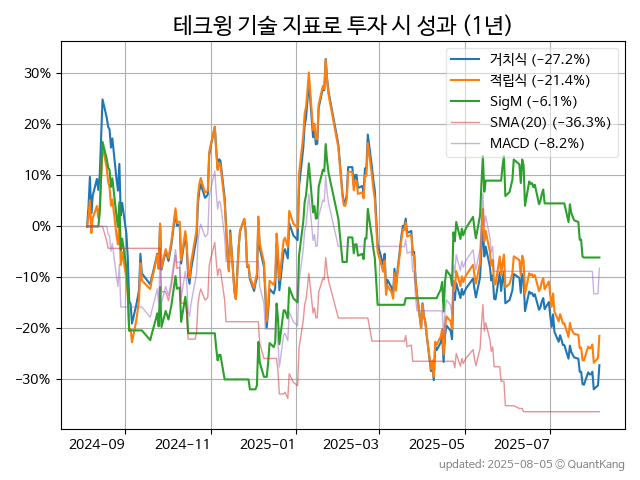 테크윙 기술 지표로 투자 시 성과 (1년)
거치식 (−27.2%)
적립식 (−21.4%)
SigM (−6.1%)
SMA(20) (−36.3%)
MACD (−8.2%)
30%
20%
10%
0%
−10%
−20%
−30%
2024−09 2024−11 2025−01 2025−03 2025−05 2025−07
updated: 2025−08−05 © QuantKang